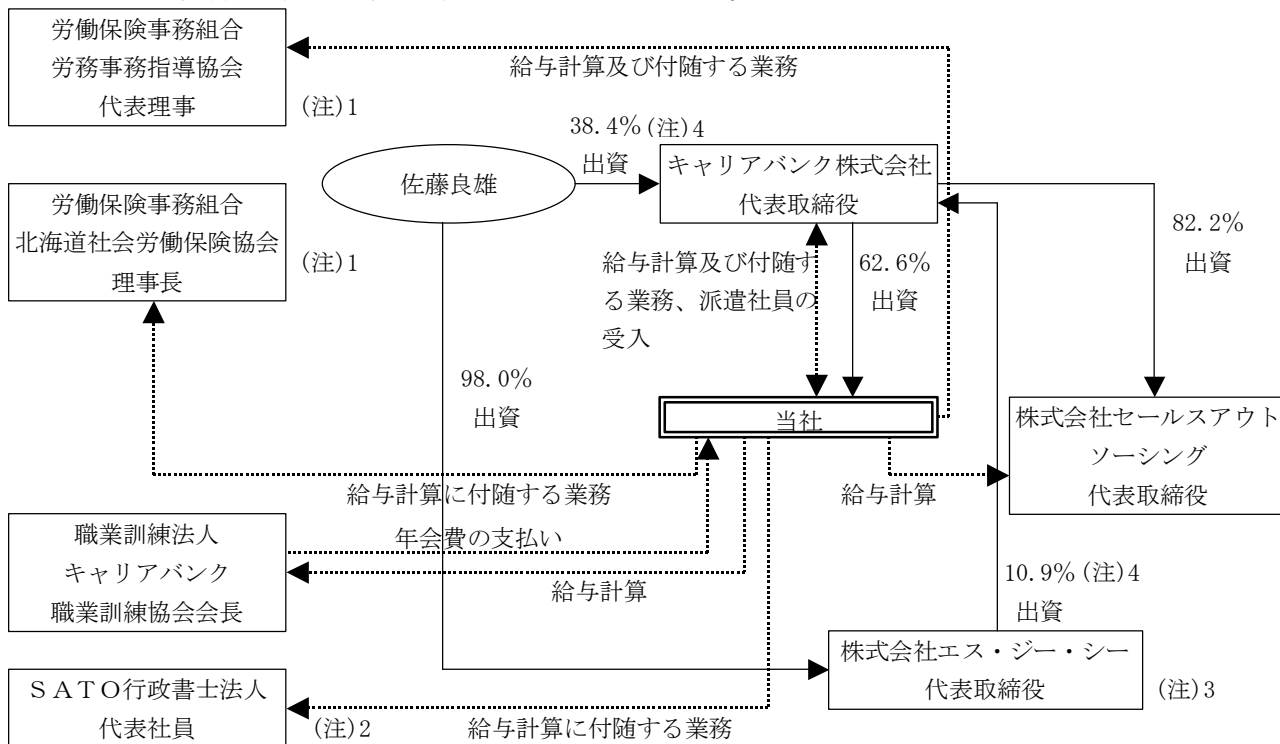 労働保険事務組合
労務事務指導協会
代表理事
(注)1
給与計算及び付随する業務
38.4%(注)4
出資
佐藤良雄
キャリアバンク株式会社
代表取締役
労働保険事務組合
北海道社会労働保険協会
理事長
(注)1
給与計算及び付随す
る業務、派遣社員の
受入
62.6%
出資
82.2%
出資
98.0%
出資
当社
株式会社セールスアウト
ソーシング
代表取締役
給与計算に付随する業務
給与計算
職業訓練法人
キャリアバンク
職業訓練協会会長
年会費の支払い
給与計算
10.9%(注)4
出資
株式会社エス・ジー・シー
代表取締役
(注)3
ＳＡＴＯ行政書士法人
代表社員
(注)2
給与計算に付随する業務